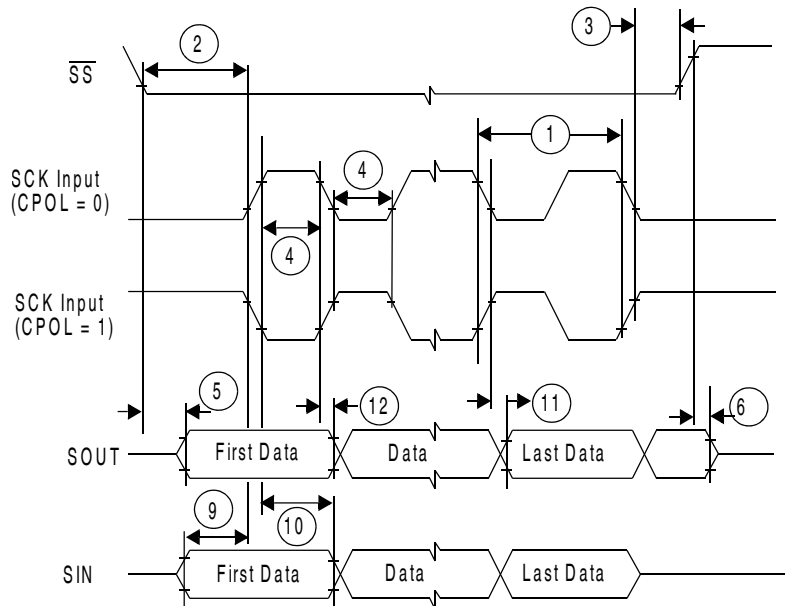 2
3
SS
1
SCK Input
(CPOL = 0)
4
4
SCK Input
(CPOL = 1)
5
12
11
6
SOUT
First Data
Data
Last Data
9
10
SIN
First Data
Data
Last Data